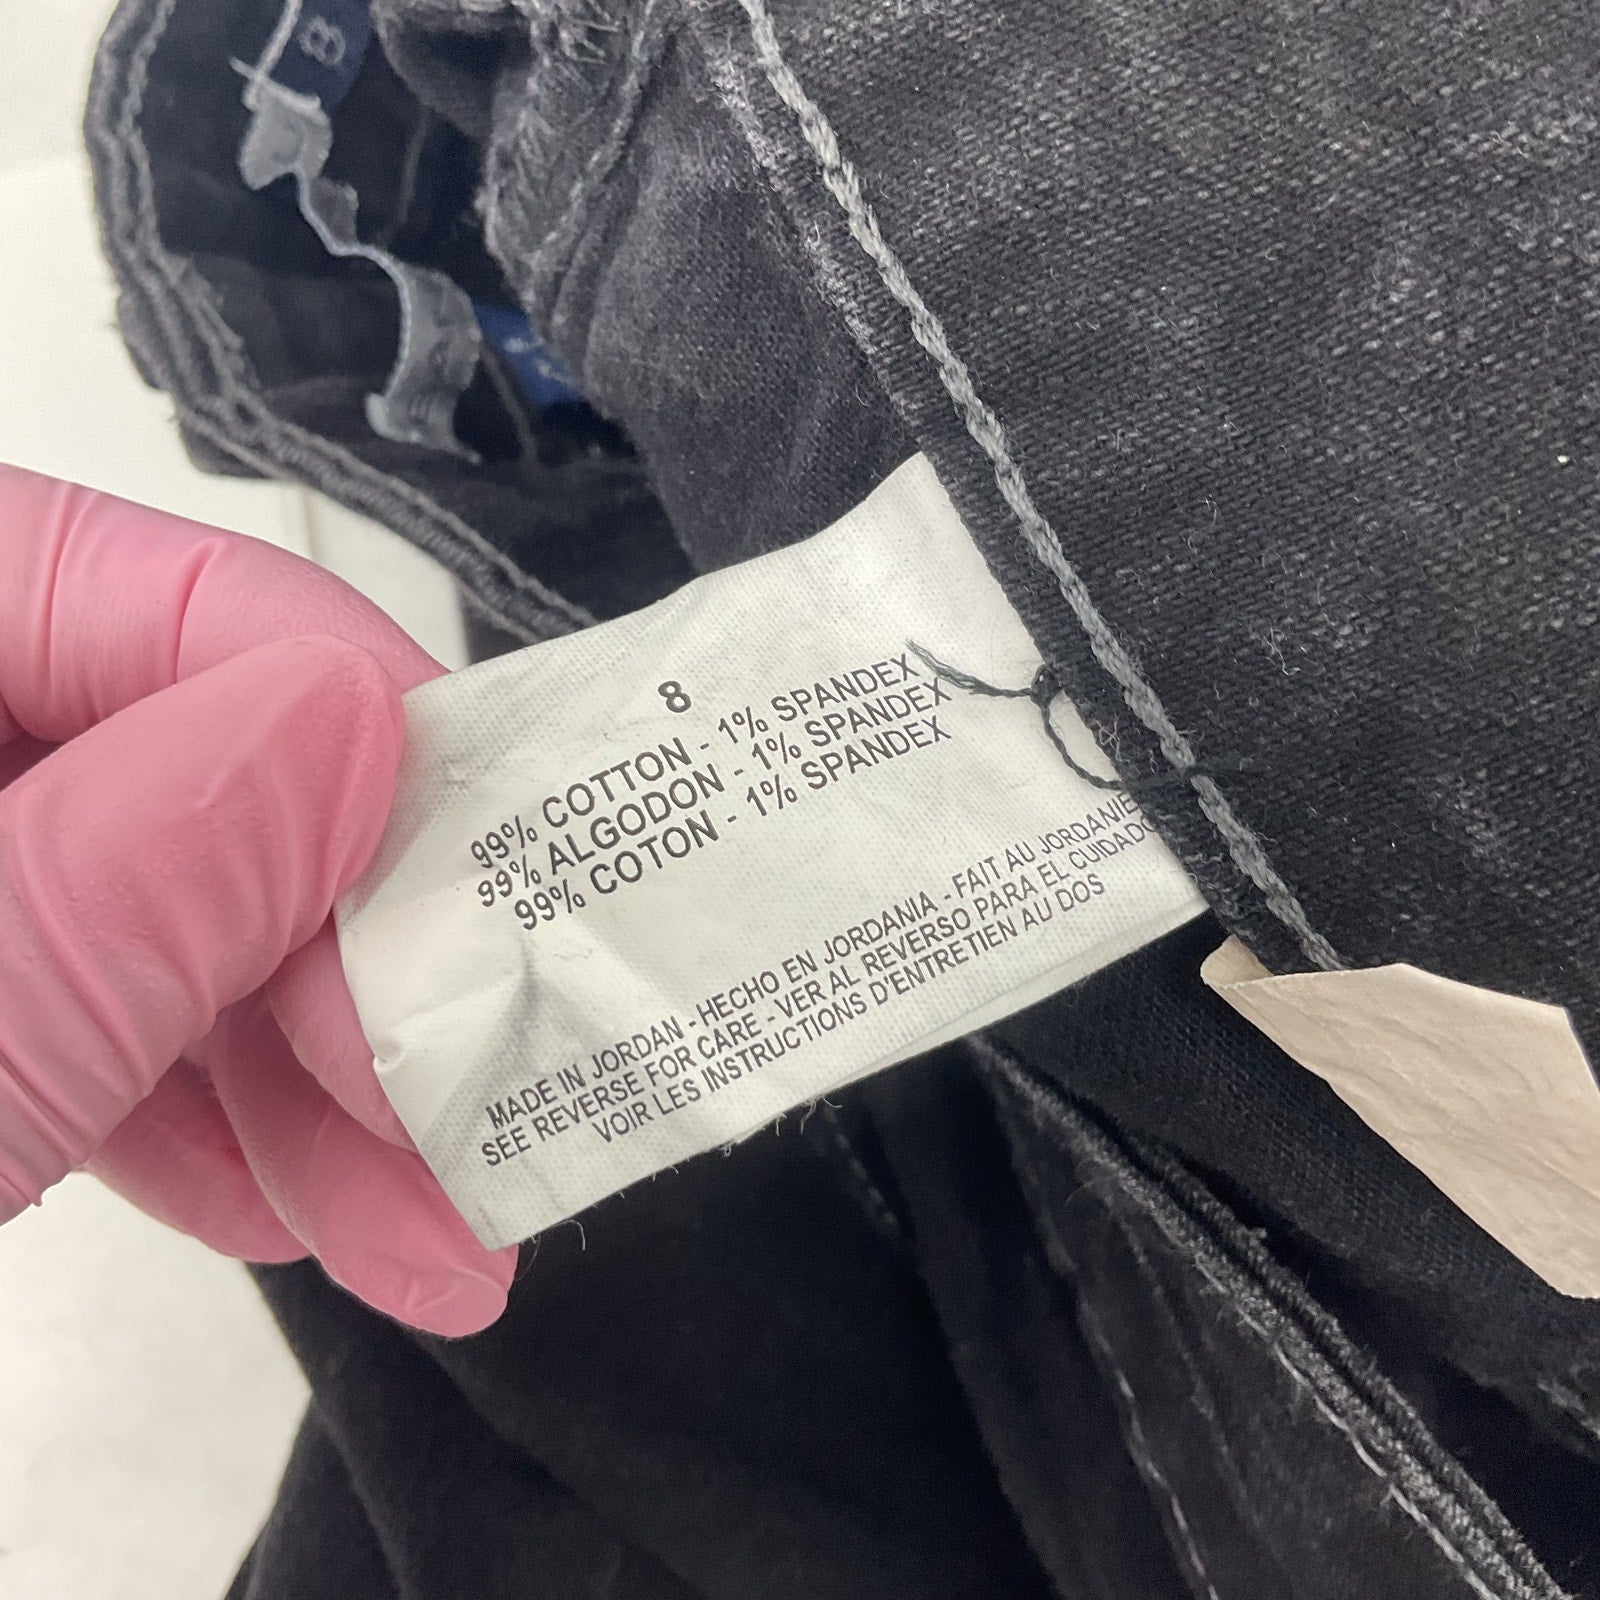 8
8
99% COTTON - 1% SPANDEX
99% ALGODON - 1% SPANDEX
99% COTON - 1% SPANDEX
MADE IN JORDAN - HECHO EN JORDANIA - FAIT AU JORDANIE
SEE REVERSE FOR CARE - VER AL REVERSO PARA EL CUIDADO
VOIR LES INSTRUCTIONS D'ENTRETIEN AU DOS